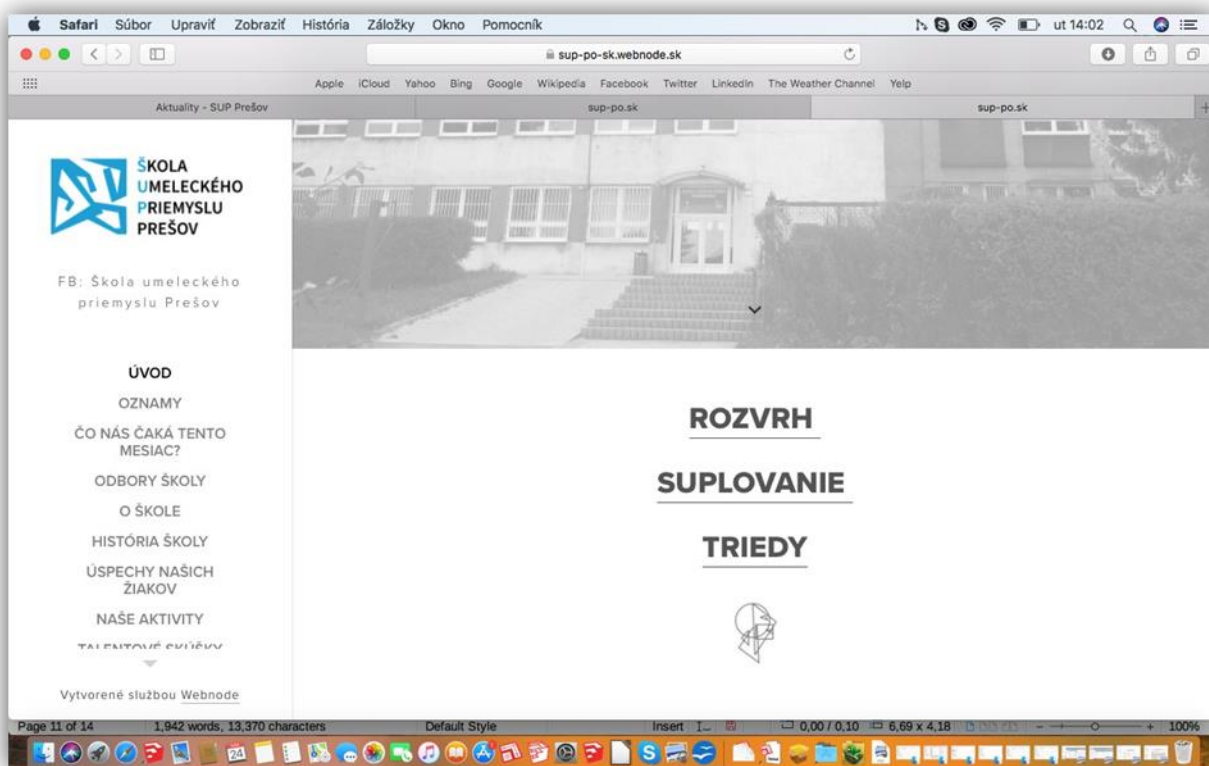 Safari Súbor Upraviť Zobraziť História Záložky Okno Pomocník ut 14:02
sup-po-sk.webnode.sk
Apple iCloud Yahoo Bing Google Wikipedia Facebook Twitter LinkedIn The Weather Channel Yelp
Aktuality - SUP Prešov sup-po.sk sup-po.sk
ŠKOLA
UMELECKÉHO
PRIEMYSLU
PREŠOV
FB: Škola umeleckého
priemyslu Prešov
ÚVOD
OZNAMY
ČO NÁS ČAKÁ TENTO
MESIAC?
ODBORY ŠKOLY
O ŠKOLE
HISTÓRIA ŠKOLY
ÚSPECHY NAŠICH
ŽIAKOV
NAŠE AKTIVITY
TALENTOVÉ SKÚŠKY
Vytvorené službou Webnode
ROZVRH
SUPLOVANIE
TRIEDY
Page 11 of 14 1,942 words, 13,370 characters Default Style Insert 0,00 / 0,10 6,69 x 4,18 100%
24